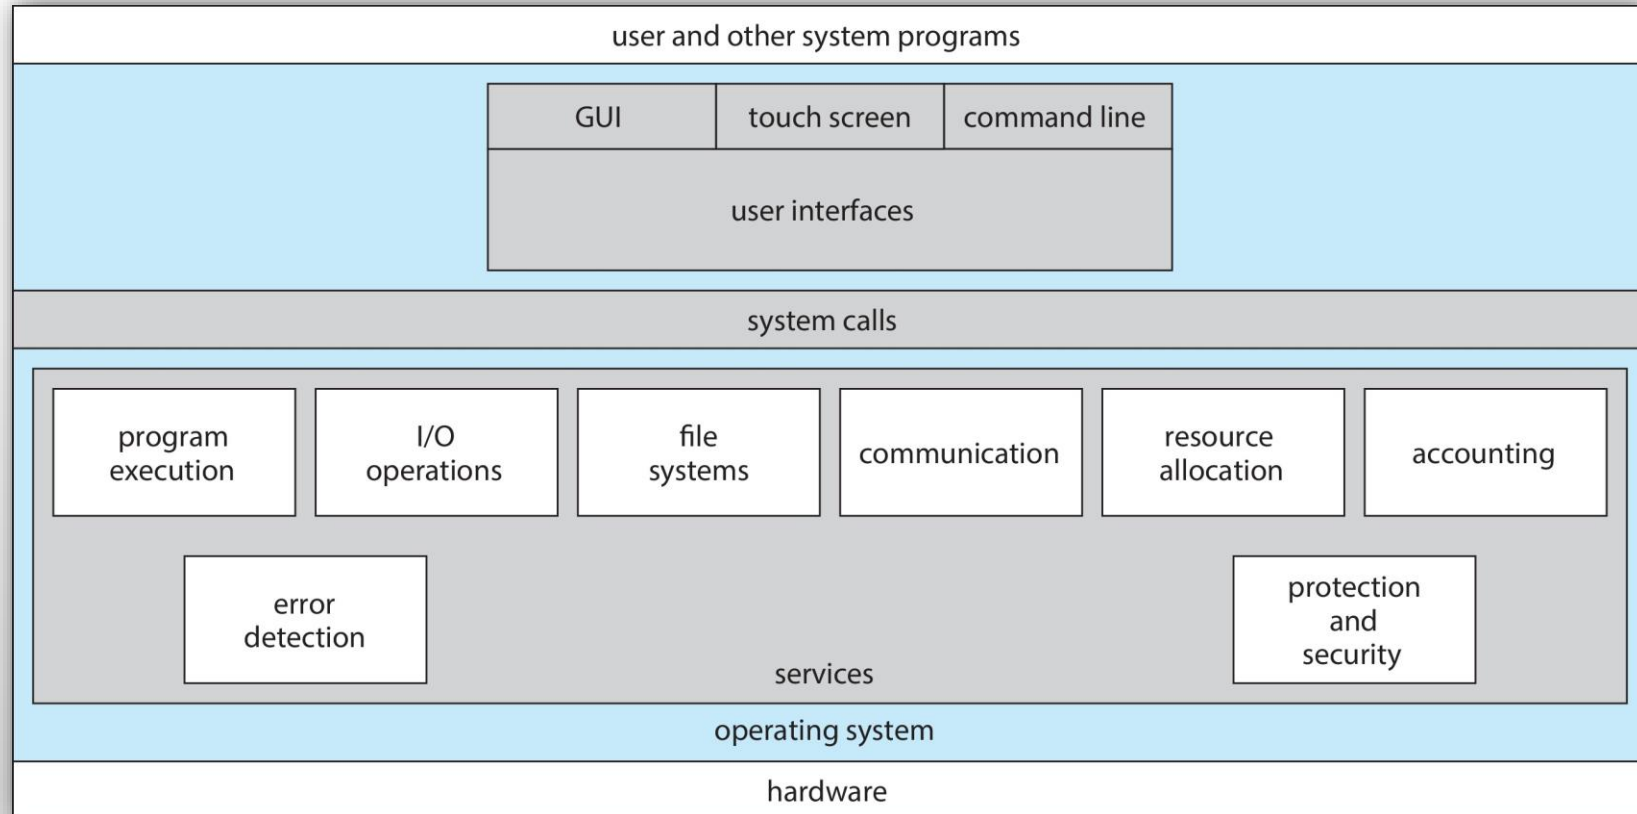 user and other system programs
GUI
touch screen
command line
user interfaces
system calls
program
execution
I/O
operations
file
systems
communication
resource
allocation
accounting
error
detection
protection
and
security
services
operating system
hardware